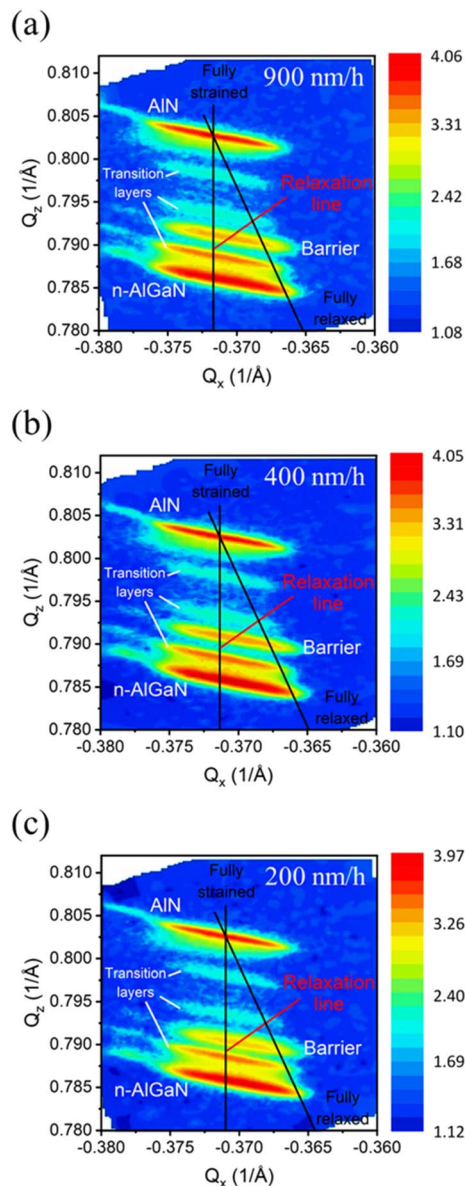 (a)
900 nm/h
Fully
strained
AlN
Transition
layers
Relaxation
line
Barrier
n-AlGaN
Fully
relaxed
0.810
0.805
0.800
0.795
0.790
0.785
0.780
Qz (1/Å)
-0.380 -0.375 -0.370 -0.365 -0.360
Qx (1/Å)
4.06
3.31
2.57
1.82
1.08
(b)
400 nm/h
Fully
strained
AlN
Transition
layers
Relaxation
line
Barrier
n-AlGaN
Fully
relaxed
0.810
0.805
0.800
0.795
0.790
0.785
0.780
Qz (1/Å)
-0.380 -0.375 -0.370 -0.365 -0.360
Qx (1/Å)
4.05
3.31
2.57
1.84
1.10
(c)
200 nm/h
Fully
strained
AlN
Transition
layers
Relaxation
line
Barrier
n-AlGaN
Fully
relaxed
0.810
0.805
0.800
0.795
0.790
0.785
0.780
Qz (1/Å)
-0.380 -0.375 -0.370 -0.365 -0.360
Qx (1/Å)
3.97
3.26
2.55
1.83
1.12